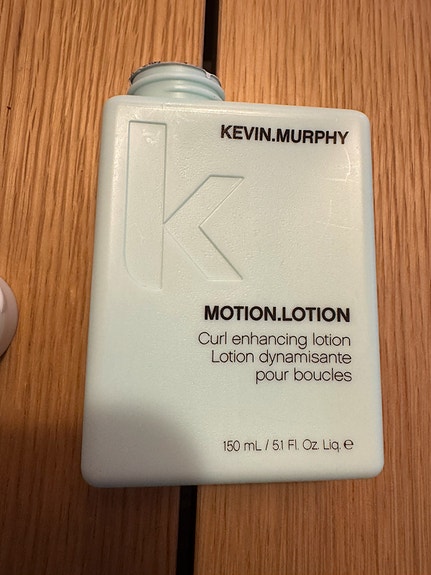 KEVIN.MURPHY
k
MOTION.LOTION
Curl enhancing lotion
Lotion dynamisante
pour boucles
150 mL / 5.1 Fl. Oz. Liq. ℮